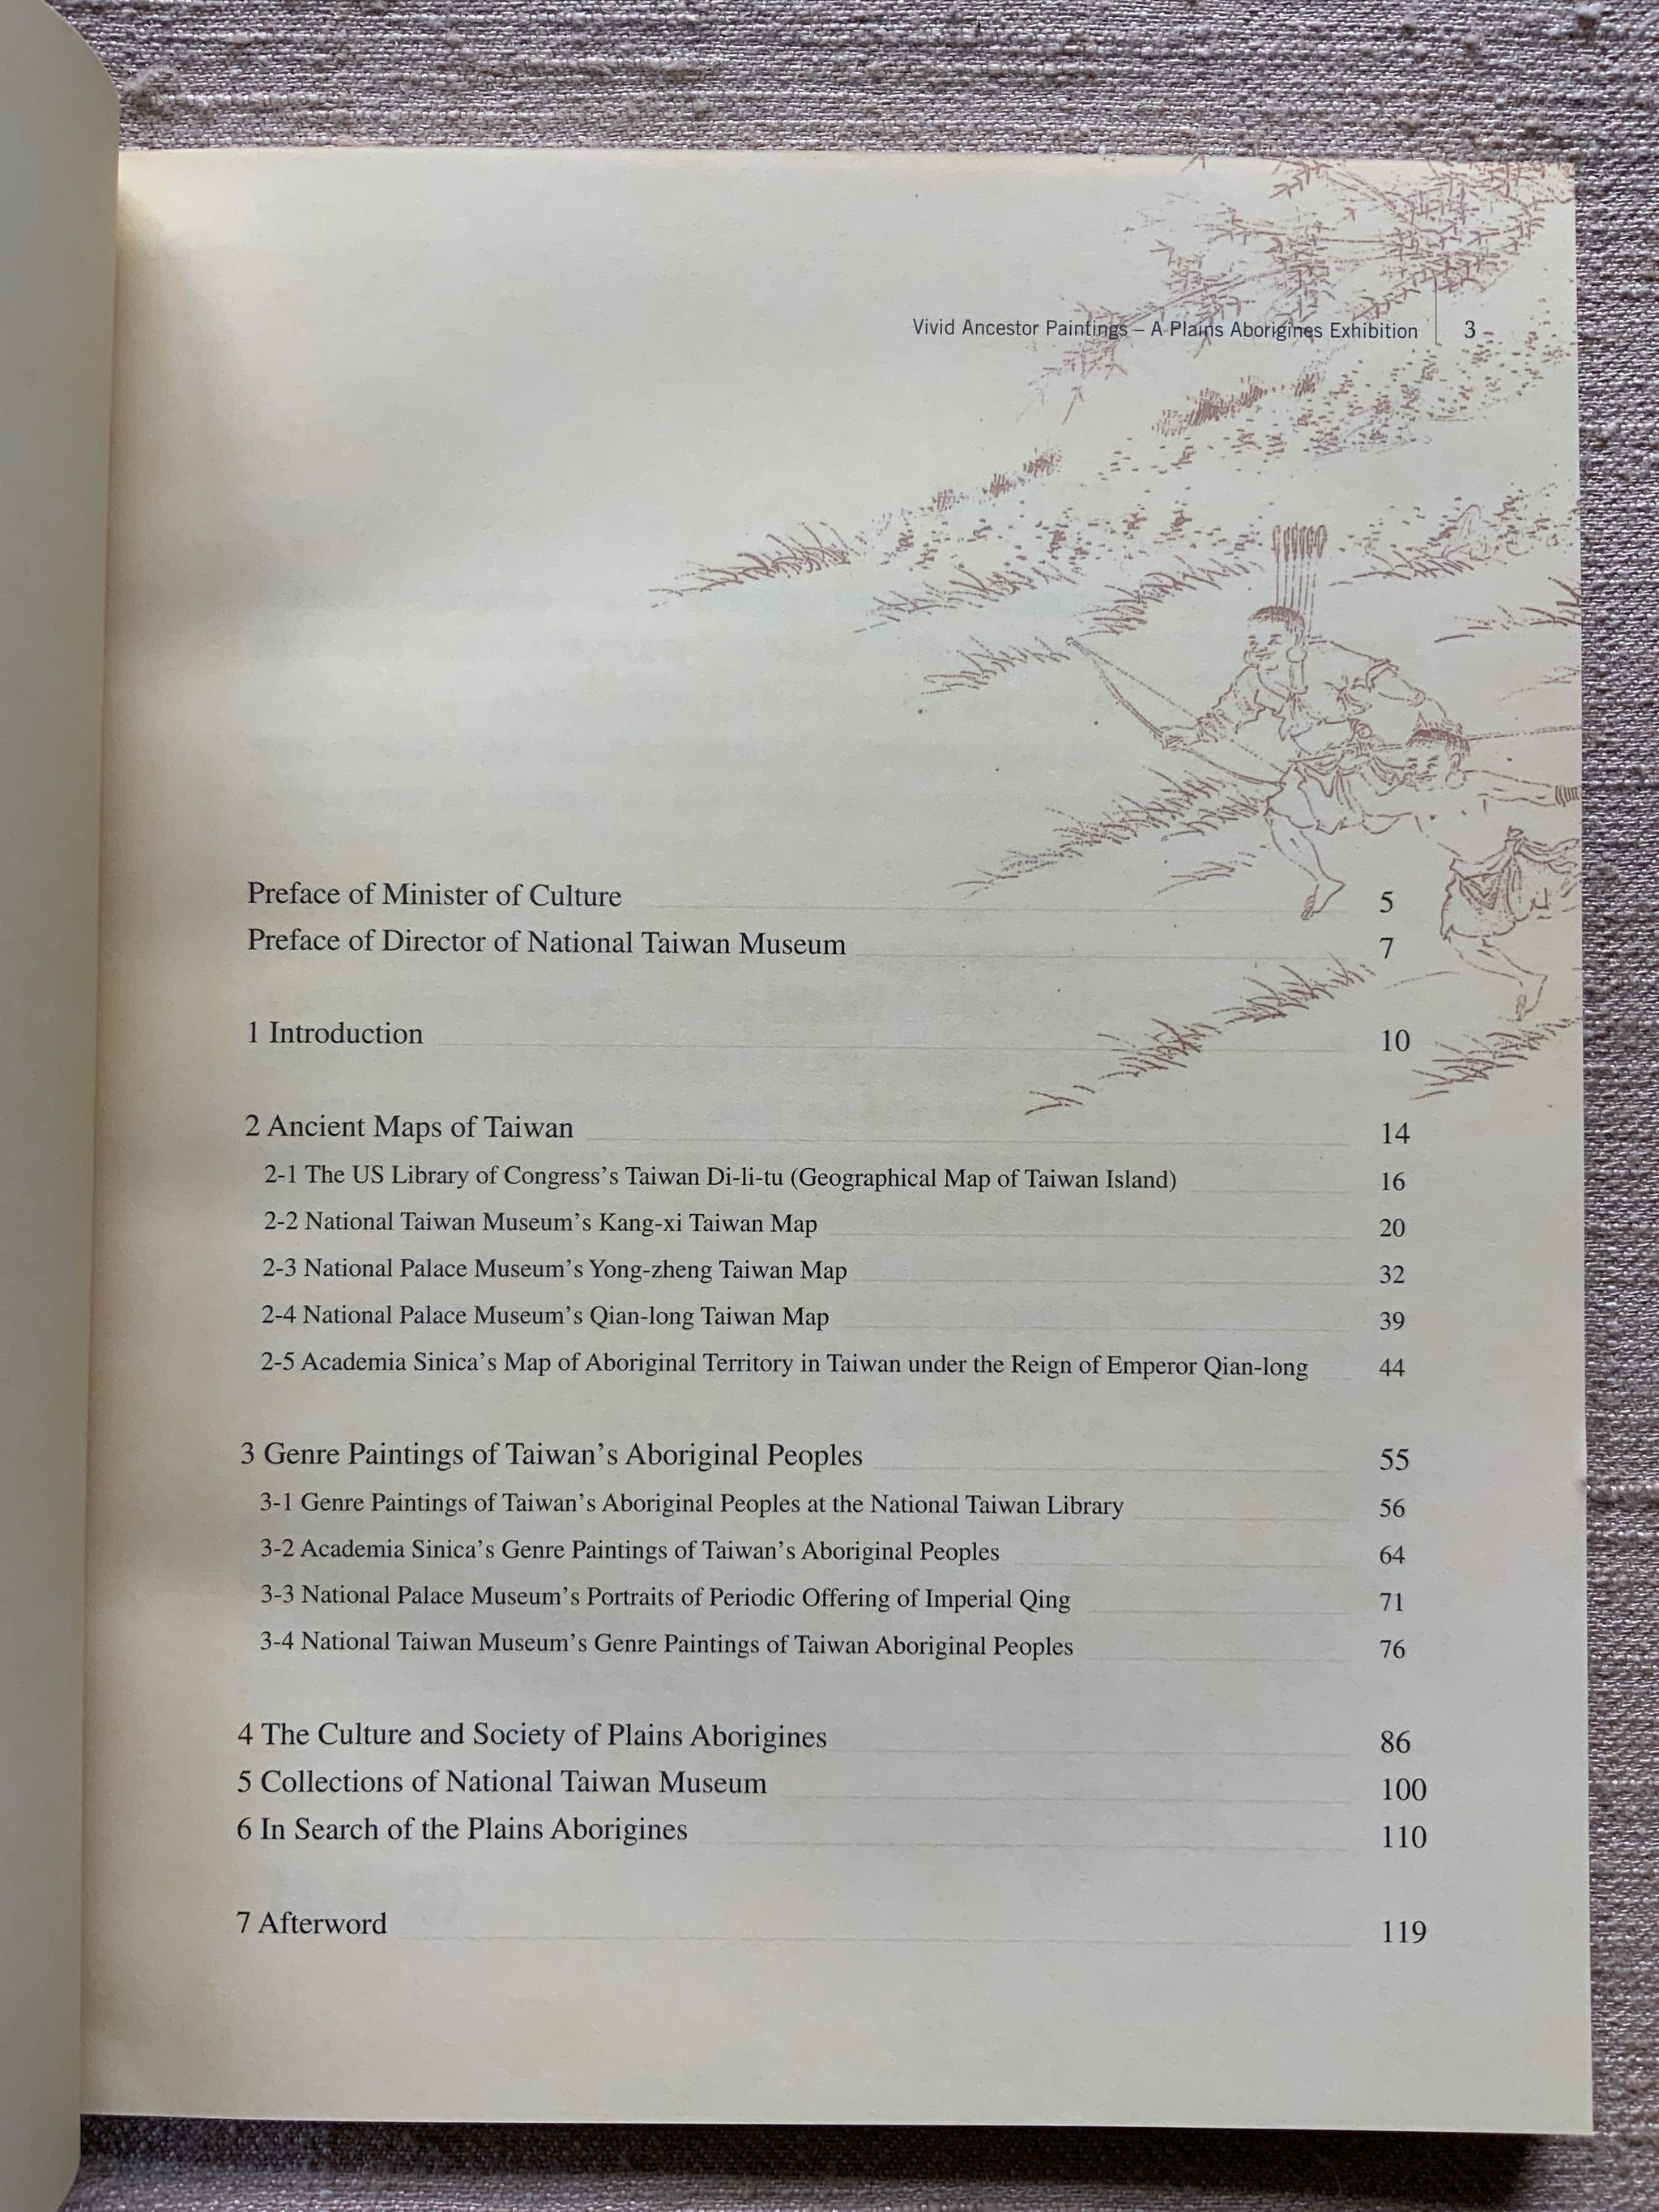 Vivid Ancestor Paintings – A Plains Aborigines Exhibition 3
Preface of Minister of Culture 5
Preface of Director of National Taiwan Museum 7
1 Introduction 10
2 Ancient Maps of Taiwan 14
2-1 The US Library of Congress’s Taiwan Di-li-tu (Geographical Map of Taiwan Island) 16
2-2 National Taiwan Museum’s Kang-xi Taiwan Map 20
2-3 National Palace Museum’s Yong-zheng Taiwan Map 32
2-4 National Palace Museum’s Qian-long Taiwan Map 39
2-5 Academia Sinica’s Map of Aboriginal Territory in Taiwan under the Reign of Emperor Qian-long 44
3 Genre Paintings of Taiwan’s Aboriginal Peoples 55
3-1 Genre Paintings of Taiwan’s Aboriginal Peoples at the National Taiwan Library 56
3-2 Academia Sinica’s Genre Paintings of Taiwan’s Aboriginal Peoples 64
3-3 National Palace Museum’s Portraits of Periodic Offering of Imperial Qing 71
3-4 National Taiwan Museum’s Genre Paintings of Taiwan Aboriginal Peoples 76
4 The Culture and Society of Plains Aborigines 86
5 Collections of National Taiwan Museum 100
6 In Search of the Plains Aborigines 110
7 Afterword 119